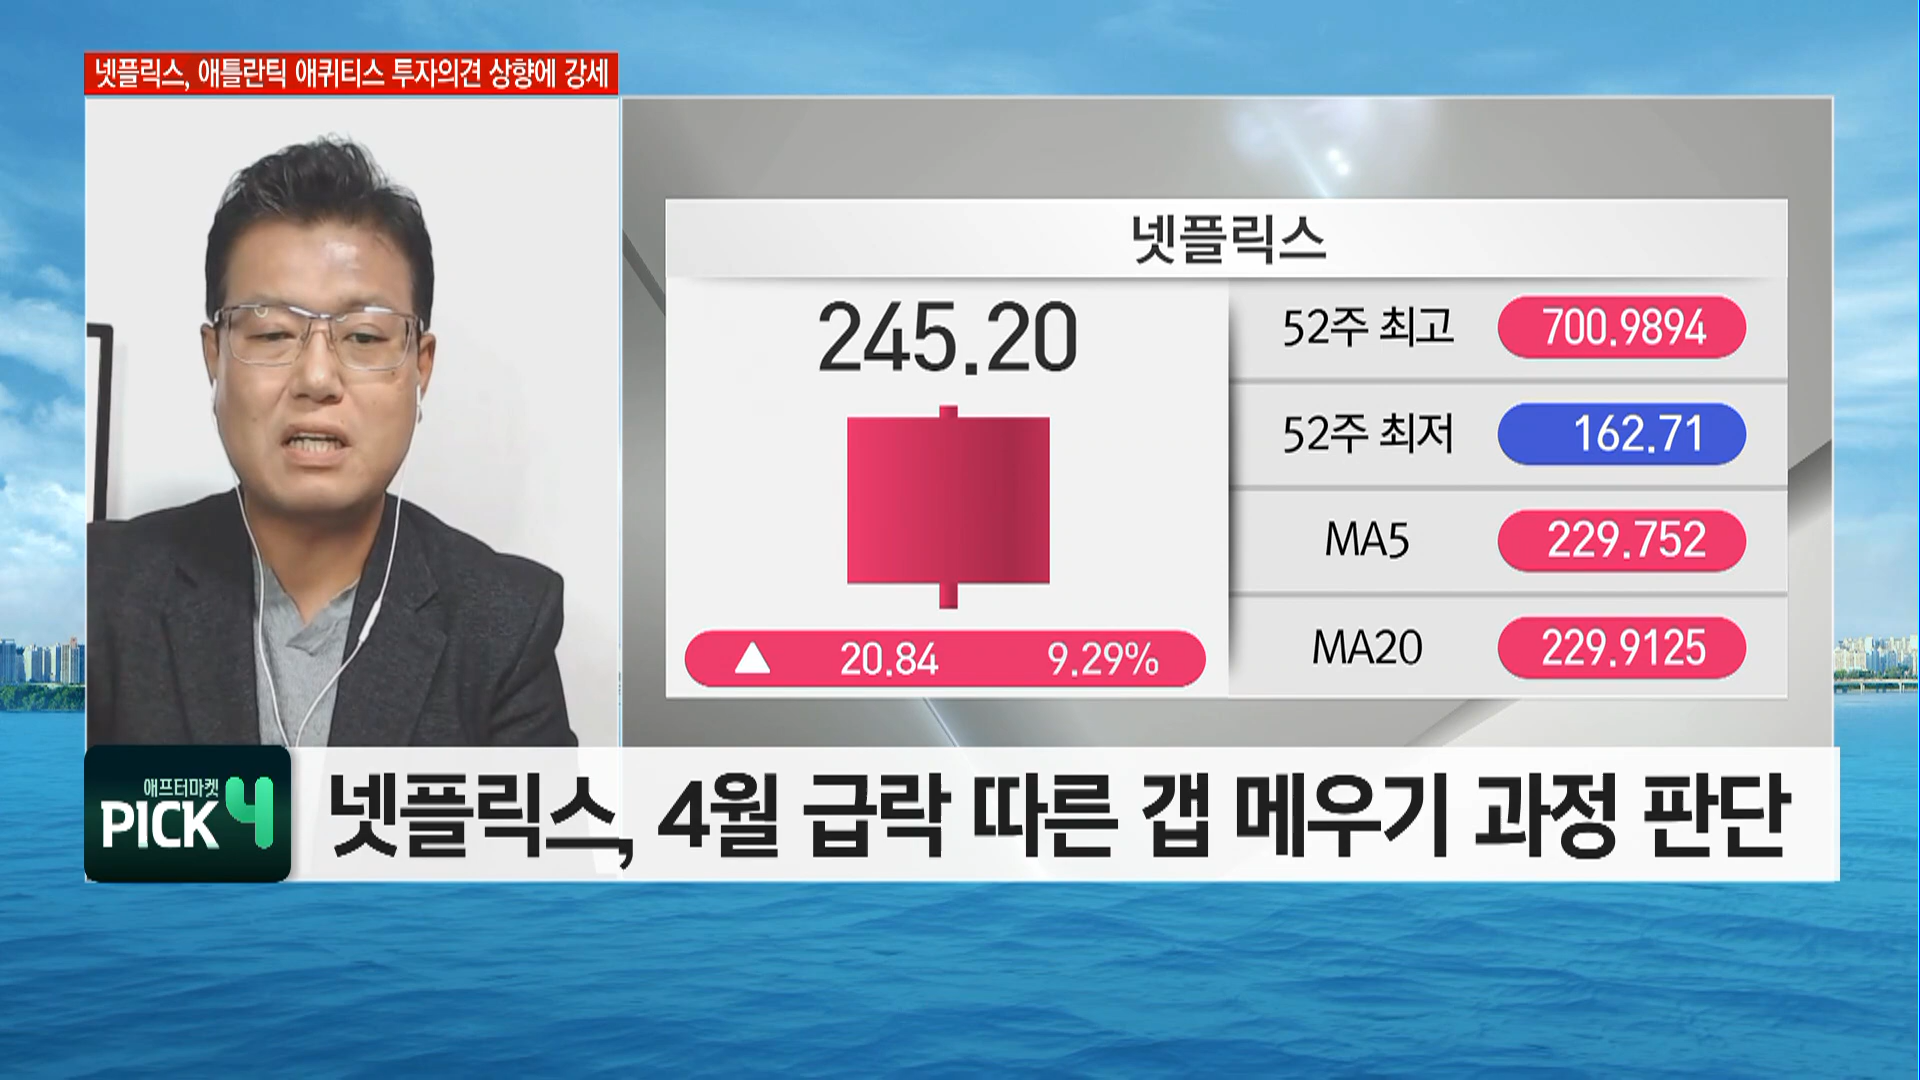 넷플릭스, 애틀란틱 애퀴티스 투자의견 상향에 강세
넷플릭스
245.20
▲ 20.84 9.29%
52주 최고 700.9894
52주 최저 162.71
MA5 229.752
MA20 229.9125
애프터마켓
PICK 4
넷플릭스, 4월 급락 따른 갭 메우기 과정 판단